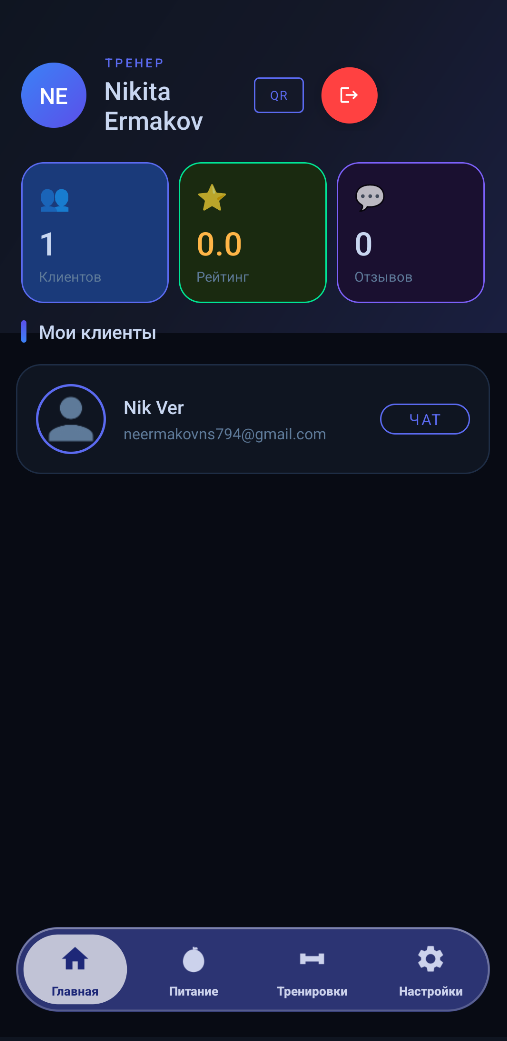 ТРЕНЕР
NE
Nikita
Ermakov
QR
1
Клиентов
0.0
Рейтинг
0
Отзывов
Мои клиенты
Nik Ver
neermakovns794@gmail.com
ЧАТ
Главная
Питание
Тренировки
Настройки